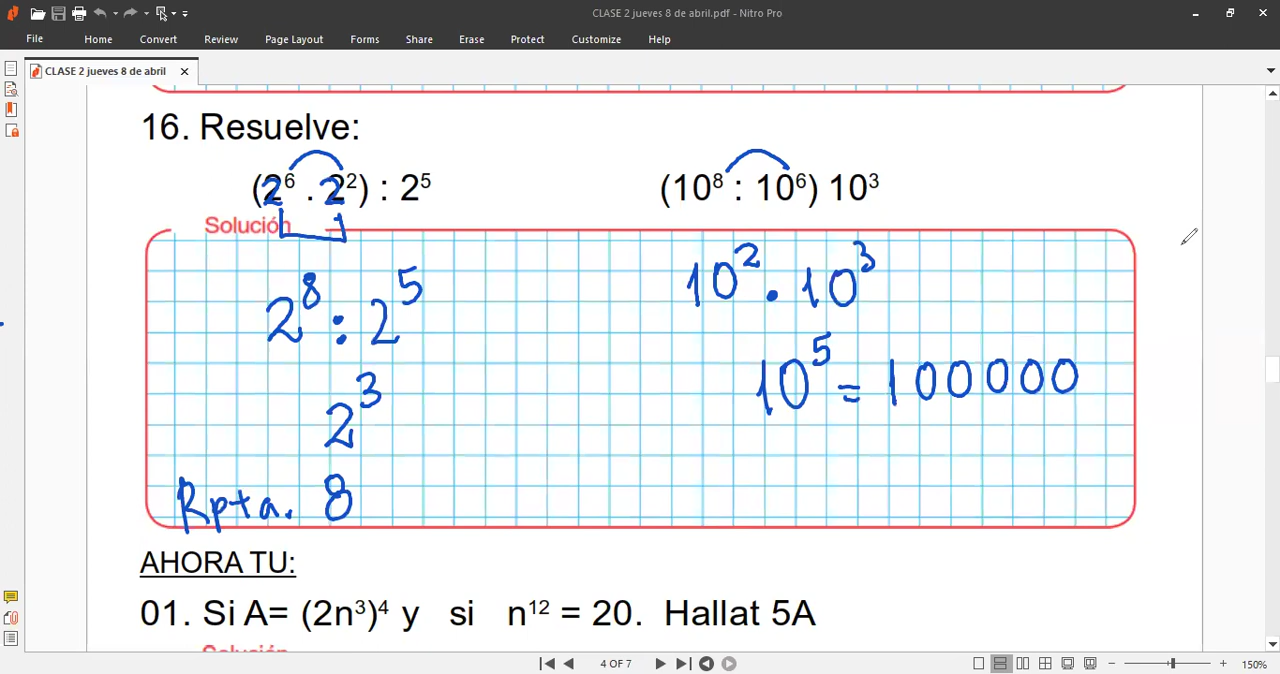 CLASE 2 jueves 8 de abril.pdf - Nitro Pro
File Home Convert Review Page Layout Forms Share Erase Protect Customize Help
CLASE 2 jueves 8 de abril
16. Resuelve:
(2⁶ . 2²) : 2⁵
(10⁸ : 10⁶) 10³
Solución
2⁸ : 2⁵
2³
Rpta. 8
10² . 10³
10⁵ = 100000
AHORA TU:
01. Si A= (2n³)⁴ y si n¹² = 20. Hallat 5A
Solución
4 OF 7
150%